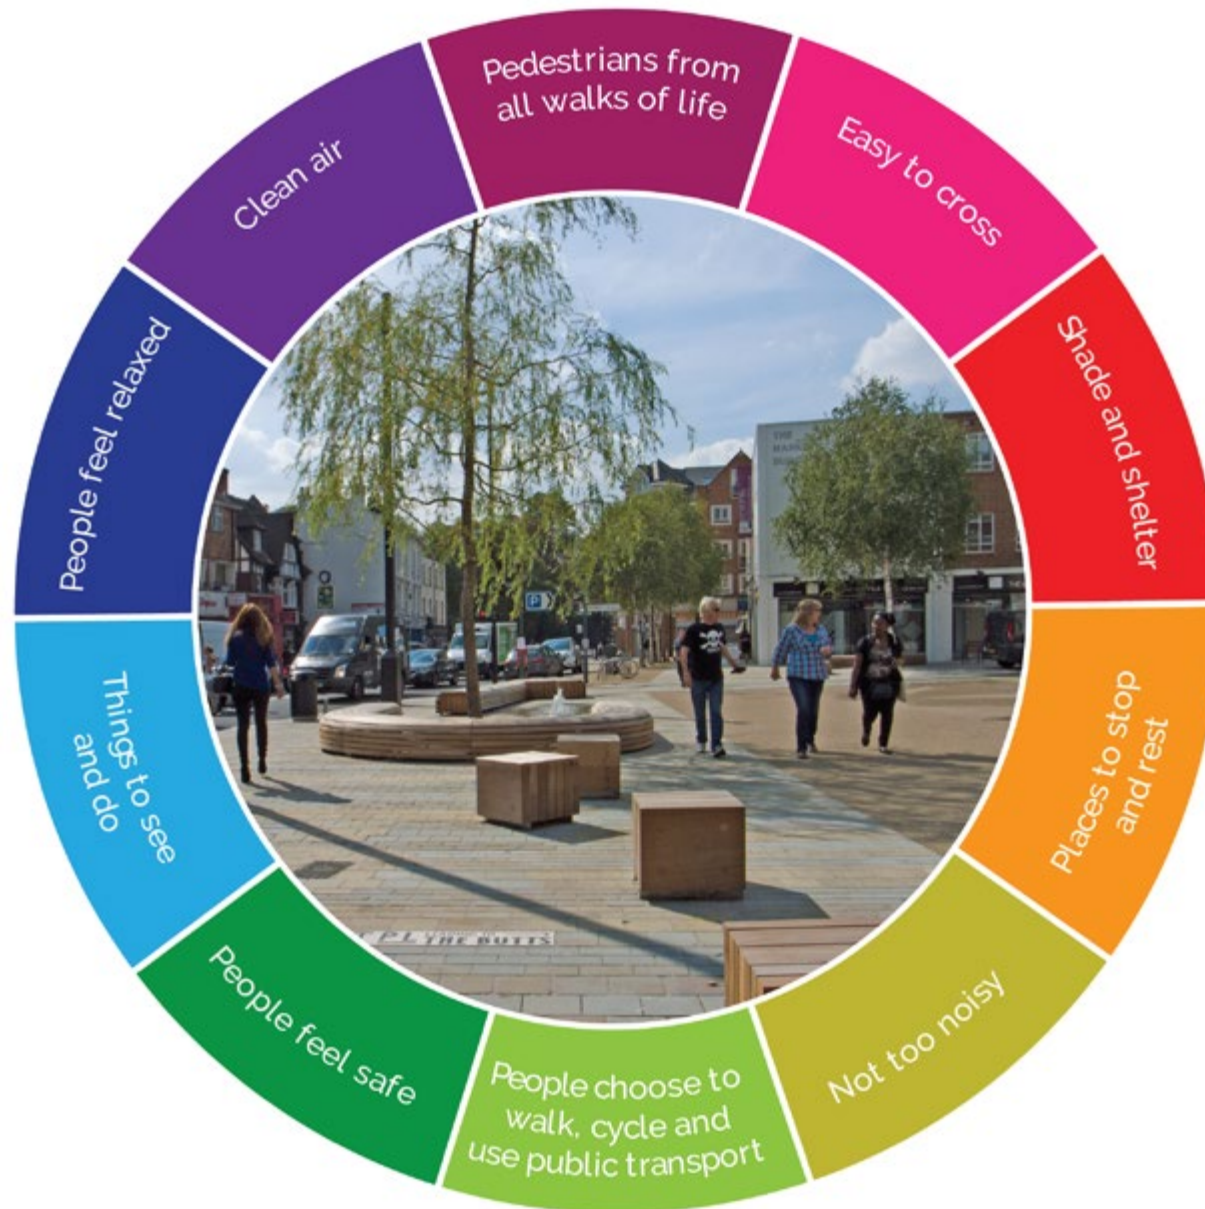 Pedestrians from
all walks of life
Easy to cross
Shade and shelter
Places to stop
and rest
Not too noisy
People choose to
walk, cycle and
use public transport
People feel safe
Things to see
and do
People feel relaxed
Clean air
THE
P
THE BUTTS